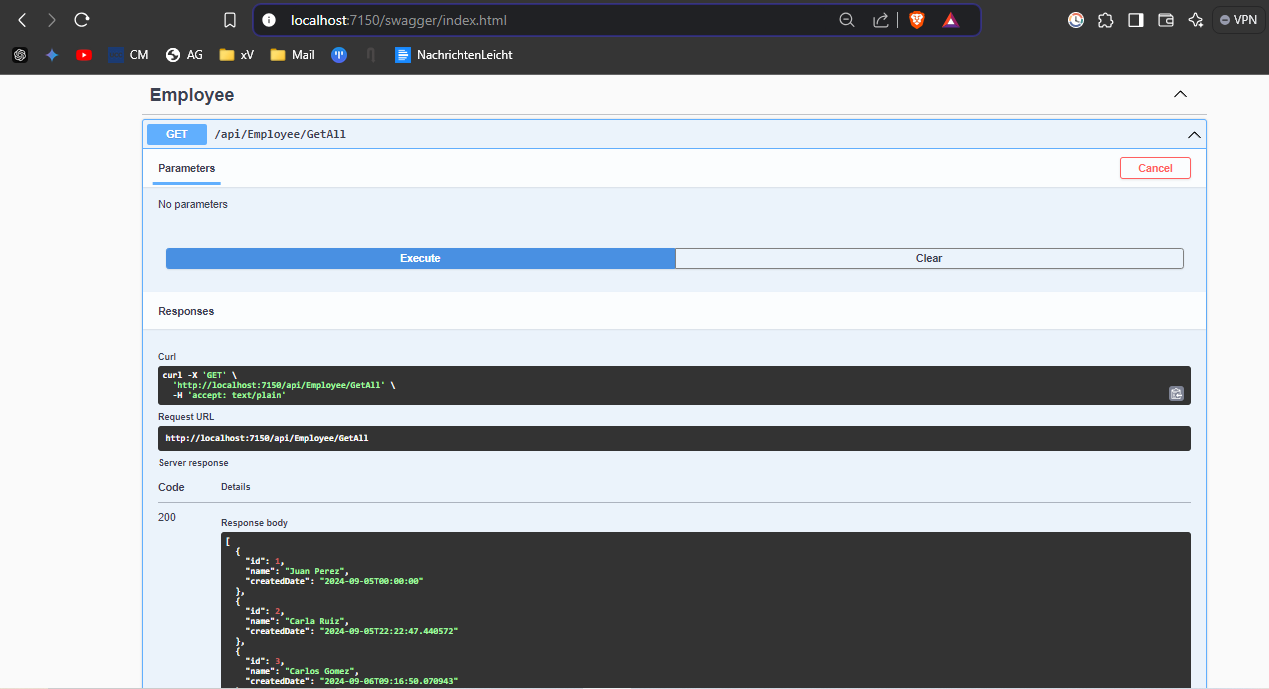 localhost:7150/swagger/index.html
VPN
CM AG xV Mail NachrichtenLeicht
Employee
GET /api/Employee/GetAll
Parameters
Cancel
No parameters
Execute Clear
Responses
Curl
curl -X 'GET' \
'http://localhost:7150/api/Employee/GetAll' \
-H 'accept: text/plain'
Request URL
http://localhost:7150/api/Employee/GetAll
Server response
Code Details
200
Response body
[
{
"id": 1,
"name": "Juan Perez",
"createdDate": "2024-09-05T00:00:00"
},
{
"id": 2,
"name": "Carla Ruiz",
"createdDate": "2024-09-05T22:22:47.440572"
},
{
"id": 3,
"name": "Carlos Gomez",
"createdDate": "2024-09-06T09:16:50.070943"